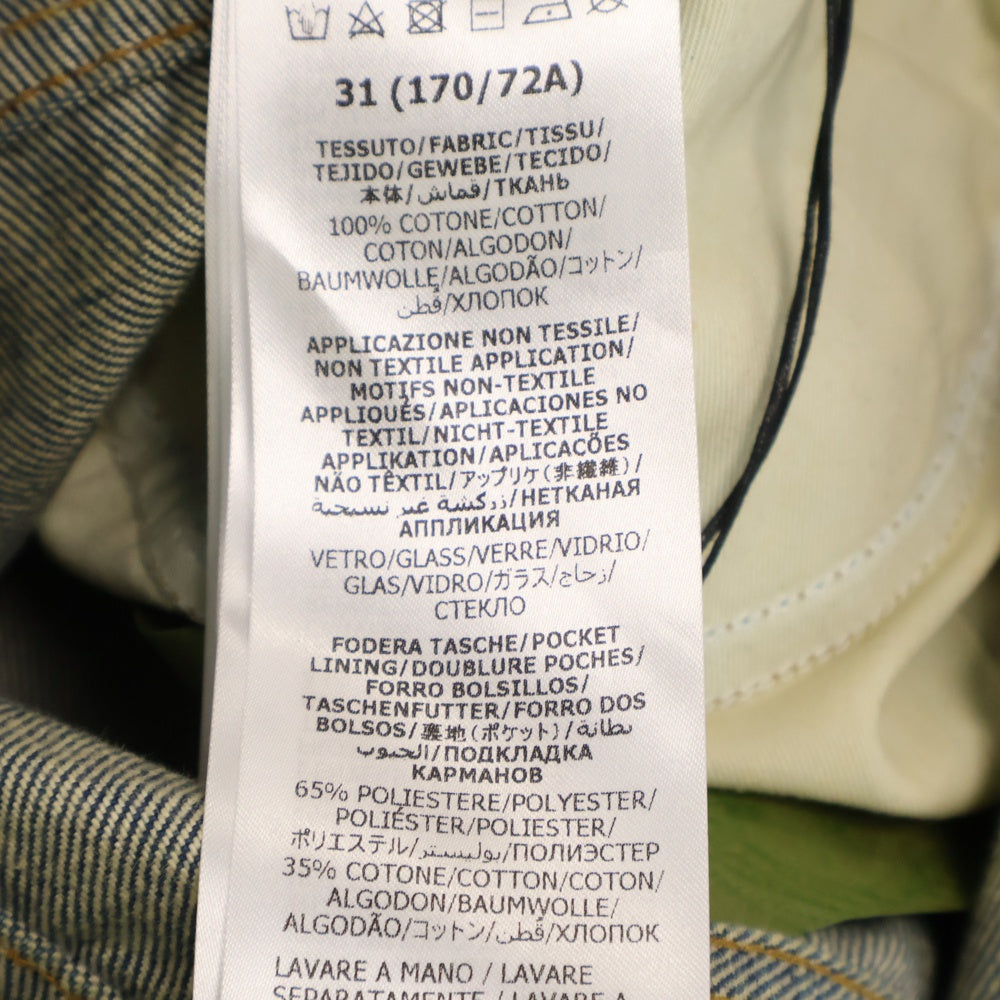 31 (170/72A)
TESSUTO/FABRIC/TISSU/
TEJIDO/GEWEBE/TECIDO/
本体/قماش/ТКАНЬ
100% COTONE/COTTON/
COTON/ALGODON/
BAUMWOLLE/ALGODÃO/コットン/
قُطن/ХЛОПОК
APPLICAZIONE NON TESSILE/
NON TEXTILE APPLICATION/
MOTIFS NON-TEXTILE
APPLIQUÉS/APLICACIONES NO
TEXTIL/NICHT-TEXTILE
APPLIKATION/APLICACÕES
NÃO TÊXTIL/アップリケ(非繊維)/
زركشة غير نسيجية/НЕТКАНАЯ
АППЛИКАЦИЯ
VETRO/GLASS/VERRE/VIDRIO/
GLAS/VIDRO/ガラス/زجاج/
СТЕКЛО
FODERA TASCHE/POCKET
LINING/DOUBLURE POCHES/
FORRO BOLSILLOS/
TASCHENFUTTER/FORRO DOS
BOLSOS/裏地(ポケット)/بطانة
الجيوب/ПОДКЛАДКА
КАРМАНОВ
65% POLIESTERE/POLYESTER/
POLIÉSTER/POLIESTER/
ポリエステル/بوليستر/ПОЛИЭСТЕР
35% COTONE/COTTON/COTON/
ALGODON/BAUMWOLLE/
ALGODÃO/コットン/قُطن/ХЛОПОК
LAVARE A MANO / LAVARE
SEPARATAMENTE / LAVARE A